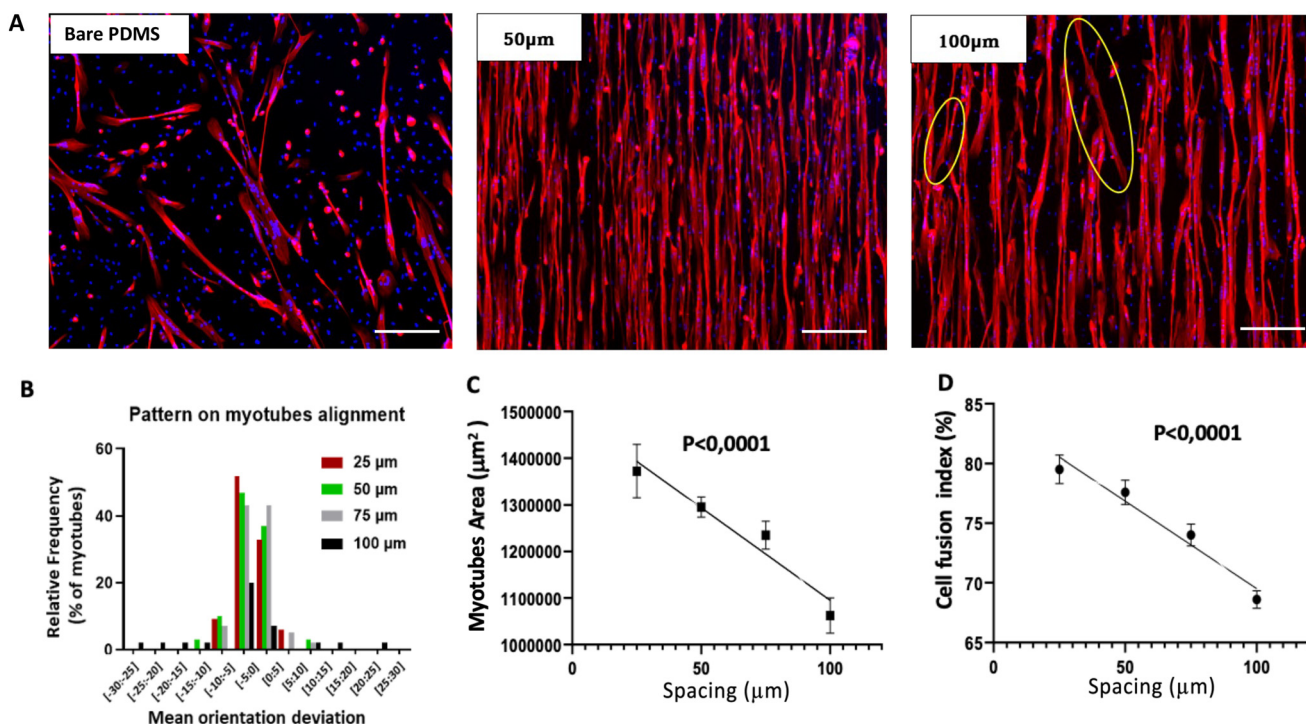 A
Bare PDMS
50µm
100µm
B
Pattern on myotubes alignment
Relative Frequency
(% of myotubes)
60
40
20
0
25 µm
50 µm
75 µm
100 µm
[-30:-25]
[-25:-20]
[-20:-15]
[-15:-10]
[-10:-5]
[-5:0]
[0:5]
[5:10]
[10:15]
[15:20]
[20:25]
[25:30]
Mean orientation deviation
C
Myotubes Area (µm²)
1500000
1400000
1300000
1200000
1100000
1000000
P<0,0001
0
50
100
Spacing (µm)
D
Cell fusion index (%)
85
80
75
70
65
P<0,0001
0
50
100
Spacing (µm)